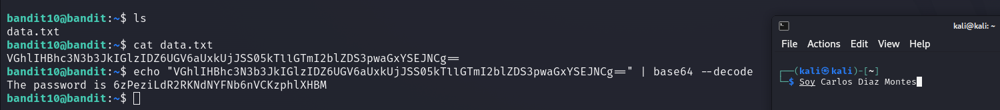 bandit10@bandit:~$ ls
data.txt
bandit10@bandit:~$ cat data.txt
VGhlIHBhc3N3b3JkIGlzIDZ6UGV6aUxkUjJSS05kTllGTmI2blZDS3pwaGxYSEJNCg==
bandit10@bandit:~$ echo "VGhlIHBhc3N3b3JkIGlzIDZ6UGV6aUxkUjJSS05kTllGTmI2blZDS3pwaGxYSEJNCg==" | base64 --decode
The password is 6zPeziLdR2RKNdNYFNb6nVCKzphlXHBM
bandit10@bandit:~$
kali@kali: ~
File Actions Edit View Help
┌──(kali㉿kali)-[~]
└─$ Soy Carlos Diaz Montes